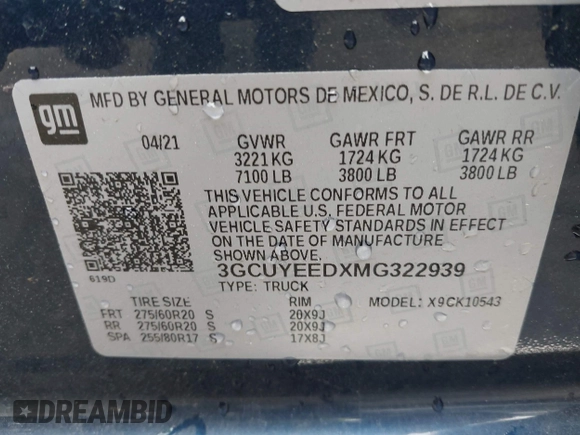 gm MFD BY GENERAL MOTORS DE MEXICO, S. DE R.L. DE C.V.
04/21 GVWR GAWR FRT GAWR RR
3221 KG 1724 KG 1724 KG
7100 LB 3800 LB 3800 LB
THIS VEHICLE CONFORMS TO ALL
APPLICABLE U.S. FEDERAL MOTOR
VEHICLE SAFETY STANDARDS IN EFFECT
ON THE DATE OF MANUFACTURE
SHOWN ABOVE.
619D 3GCUYEEDXMG322939
TYPE: TRUCK MODEL: X9CK10543
TIRE SIZE RIM
FRT 275/60R20 S 20X9J
RR 275/60R20 S 20X9J
SPA 255/80R17 S 17X8J
DREAMBID